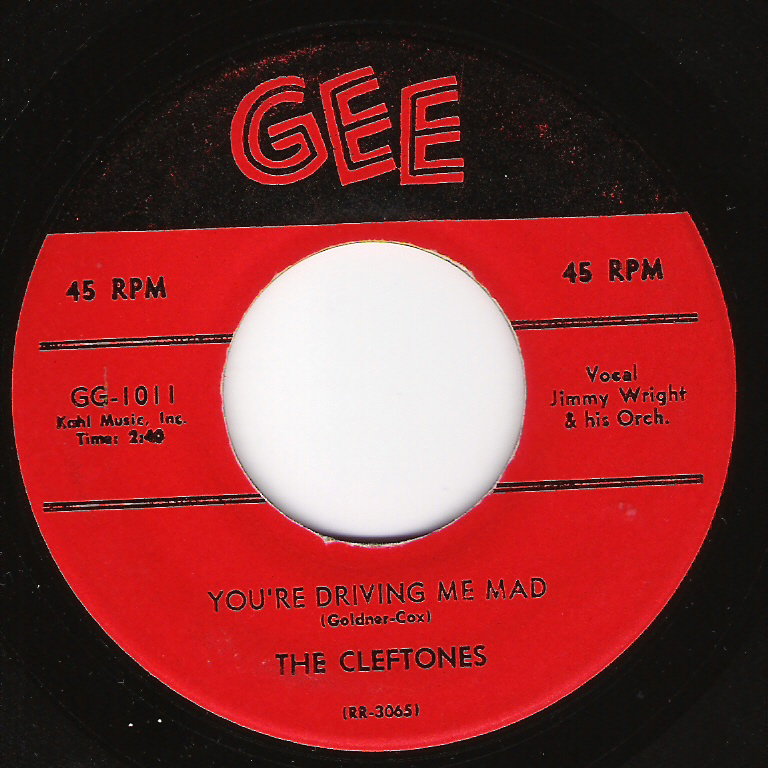 GEE
45 RPM
45 RPM
GG-1011
Kahl Music, Inc.
Time: 2:40
Vocal
Jimmy Wright
& his Orch.
YOU'RE DRIVING ME MAD
(Goldner-Cox)
THE CLEFTONES
(RR-3065)